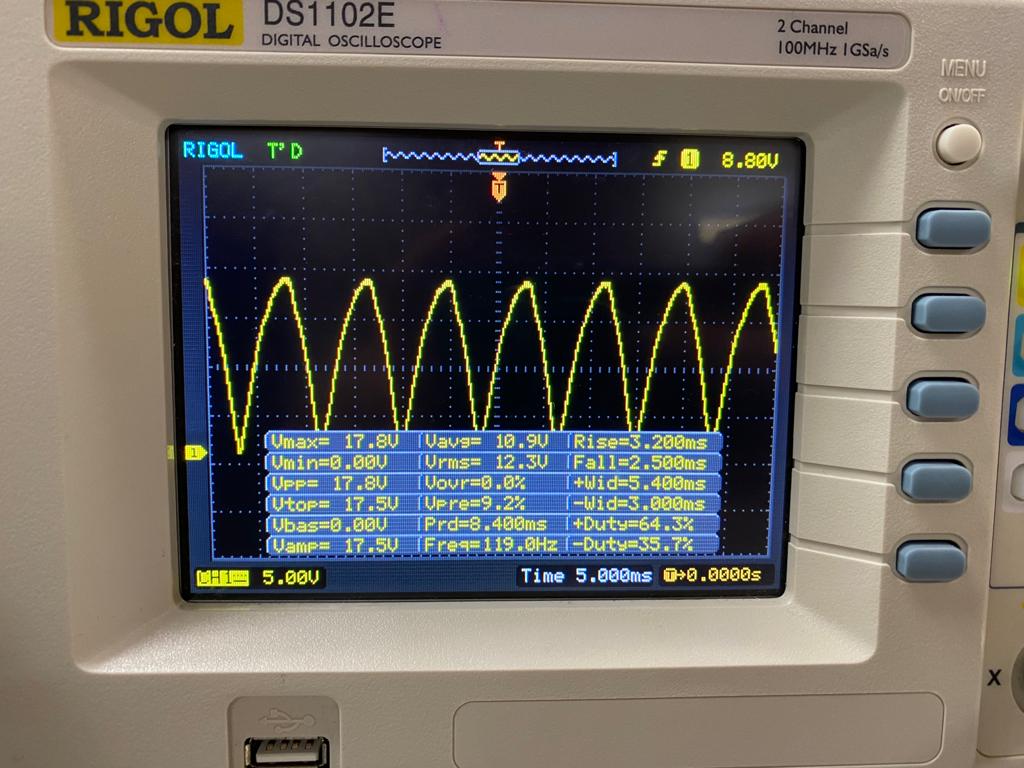 RIGOL DS1102E
DIGITAL OSCILLOSCOPE
2 Channel
100MHz 1GSa/s
MENU
ON/OFF
RIGOL T'D T 1 8.80V
T
1
Vmax= 17.8V Vavg= 10.9V Rise=3.200ms
Vmin=0.00V Vrms= 12.3V Fall=2.500ms
Vpp= 17.8V Vovr=0.0% +Wid=5.400ms
Vtop= 17.5V Vpre=9.2% -Wid=3.000ms
Vbas=0.00V Prd=8.400ms +Duty=64.3%
Vamp= 17.5V Freq=119.0Hz -Duty=35.7%
CH1 5.00V Time 5.000ms T→0.0000s
X